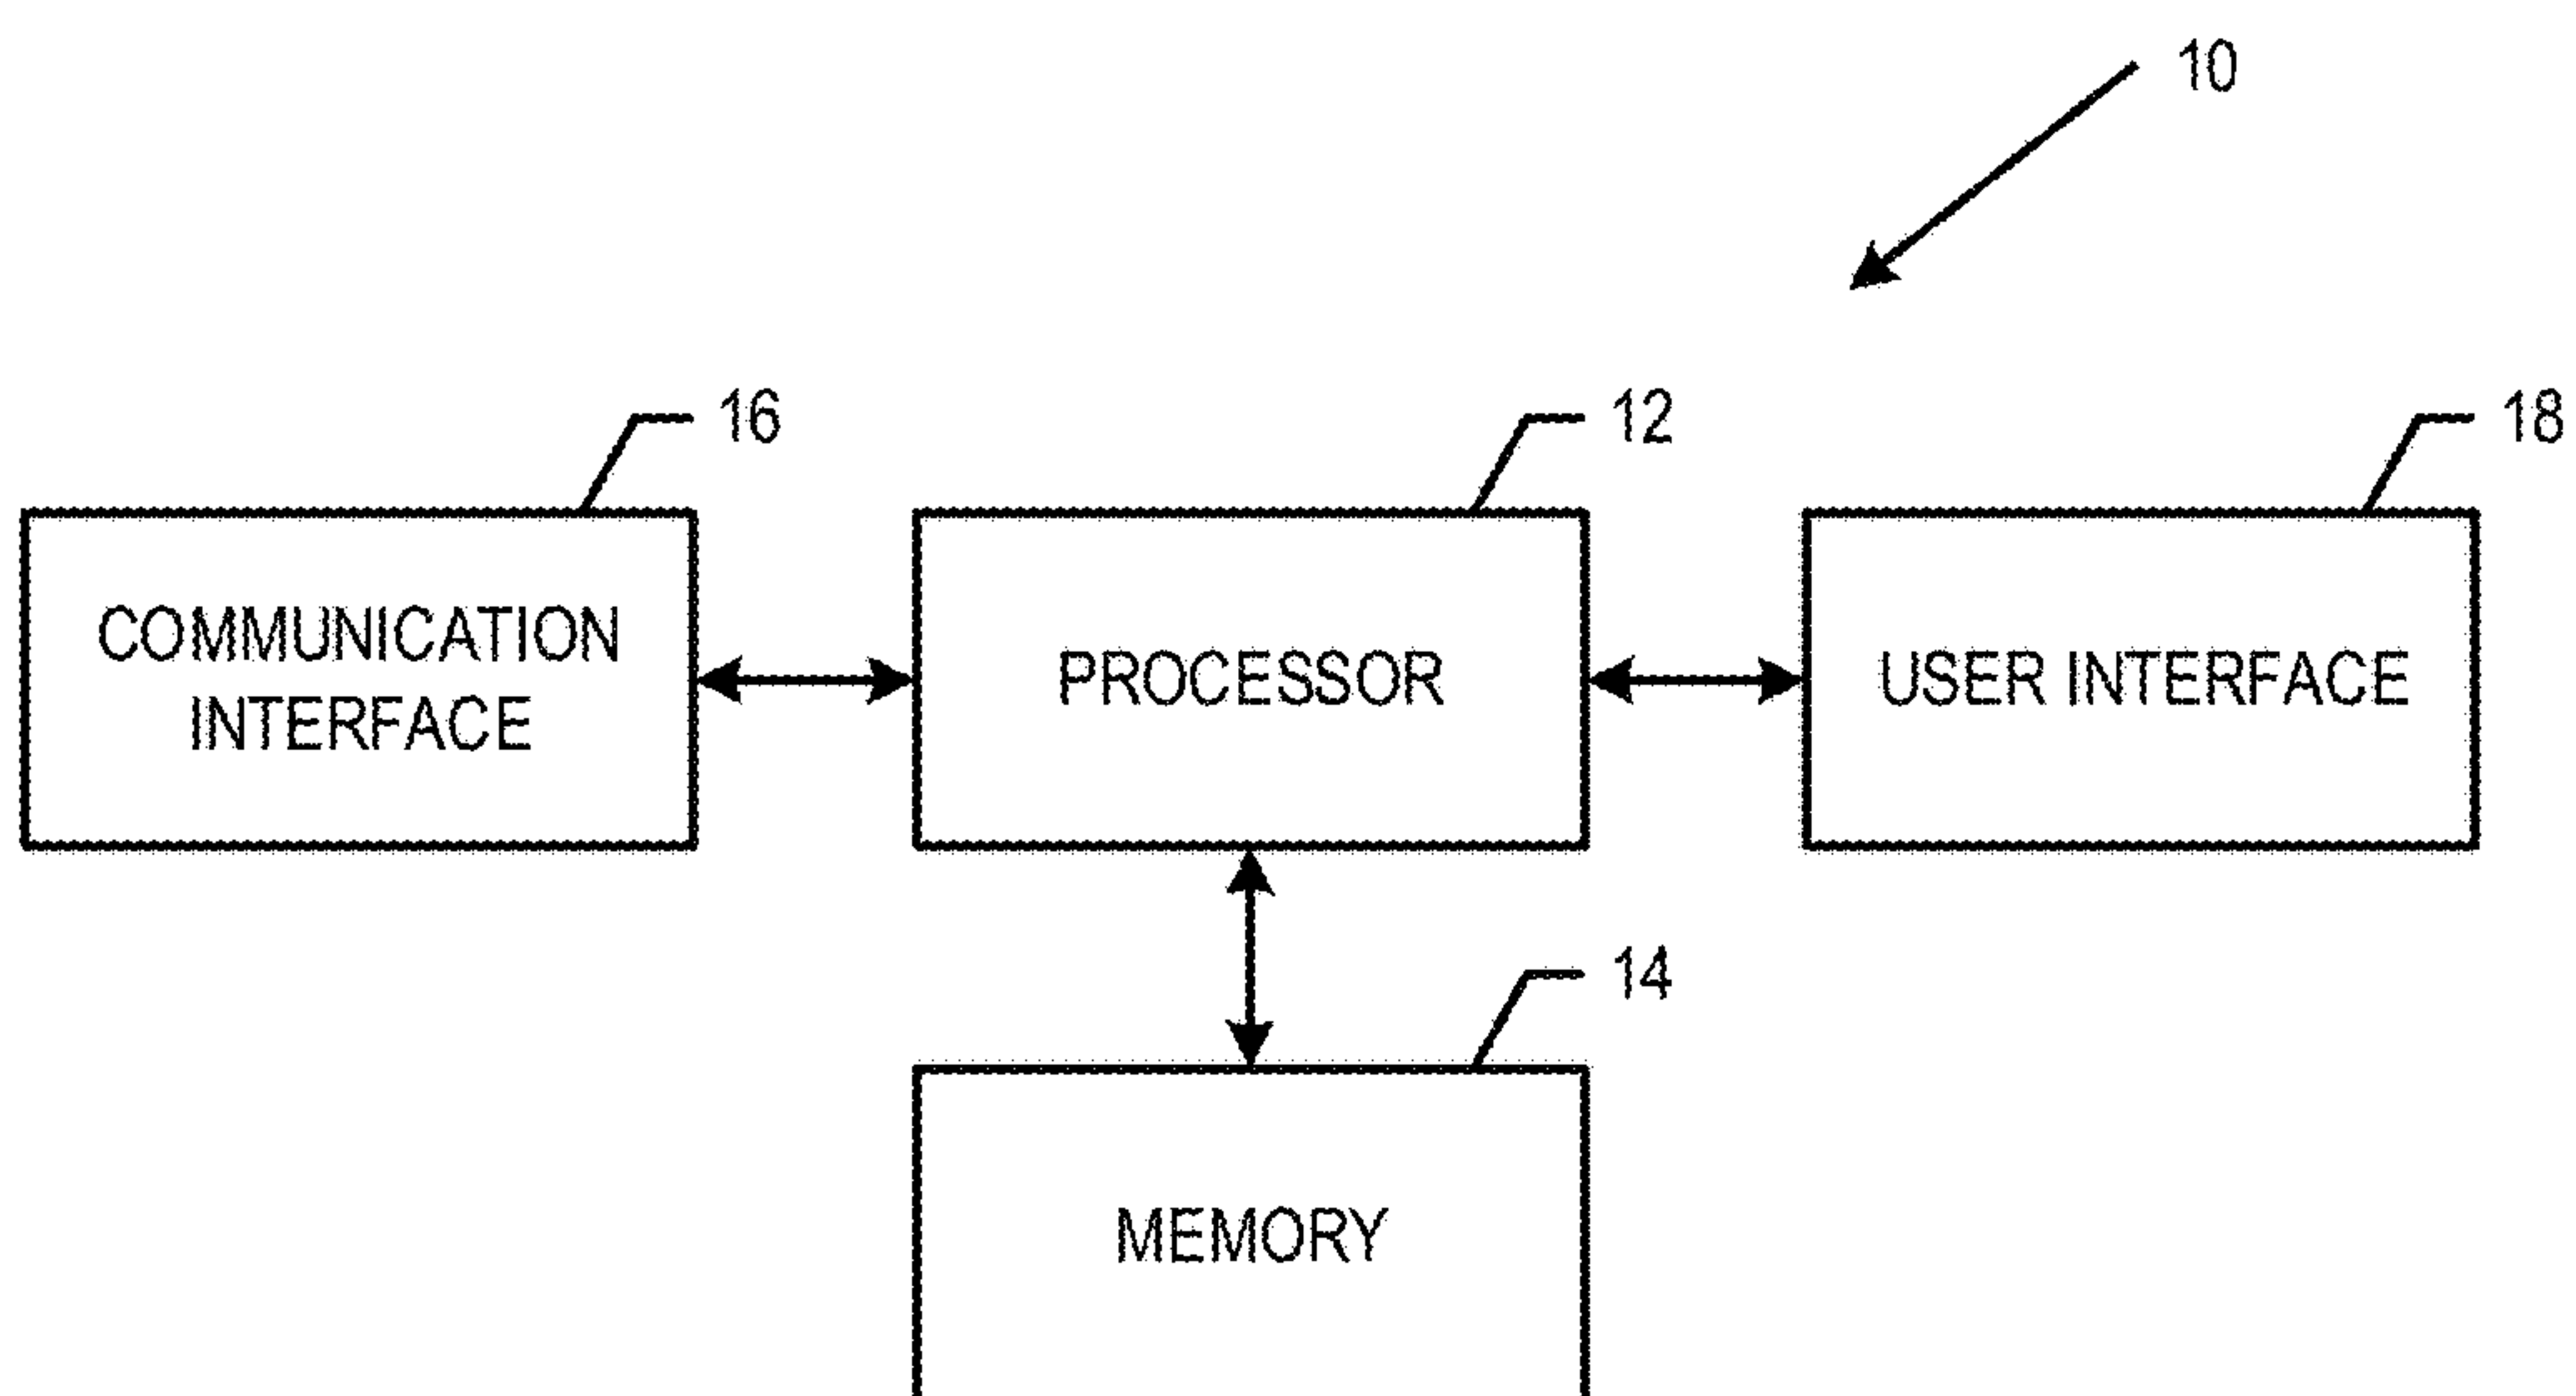 10
16
12
18
COMMUNICATION
INTERFACE
PROCESSOR
USER INTERFACE
14
MEMORY